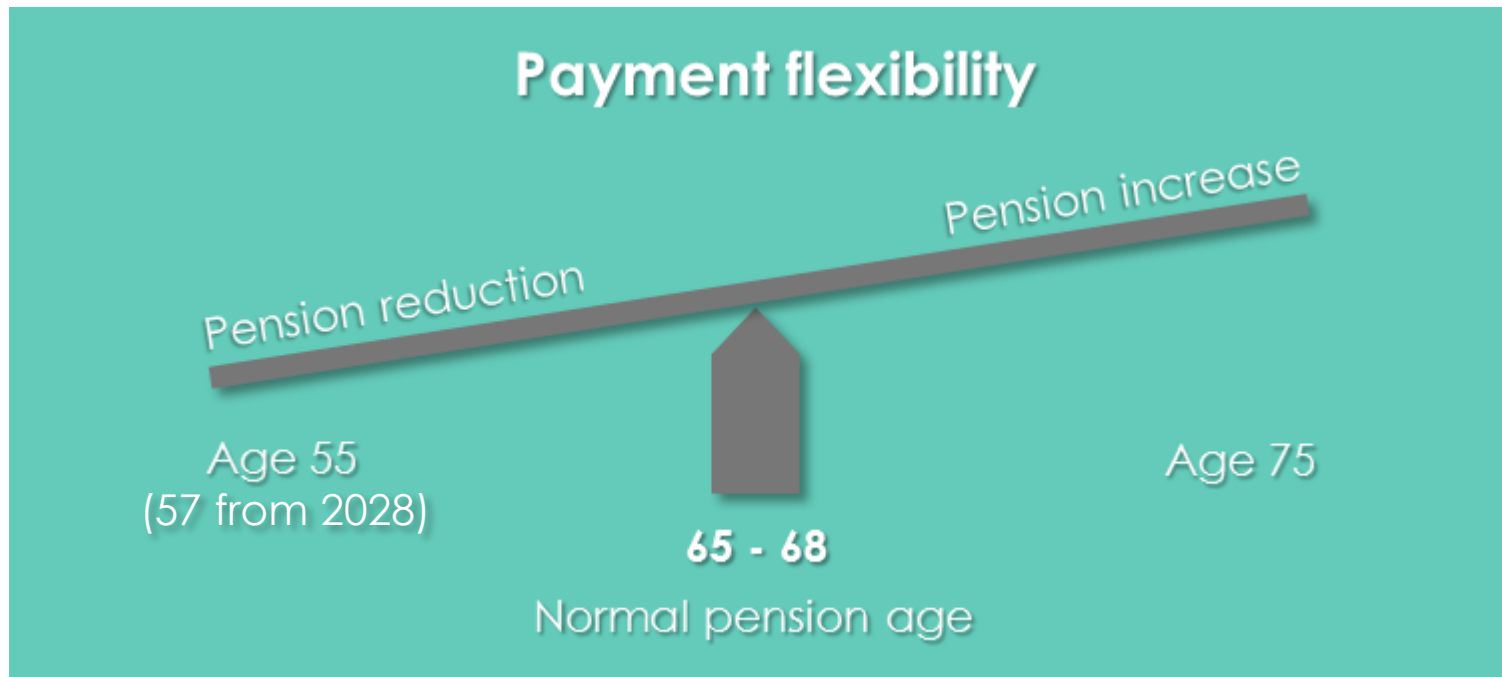 Payment flexibility
Pension increase
Pension reduction
Age 55
(57 from 2028)
Age 75
65 - 68
Normal pension age